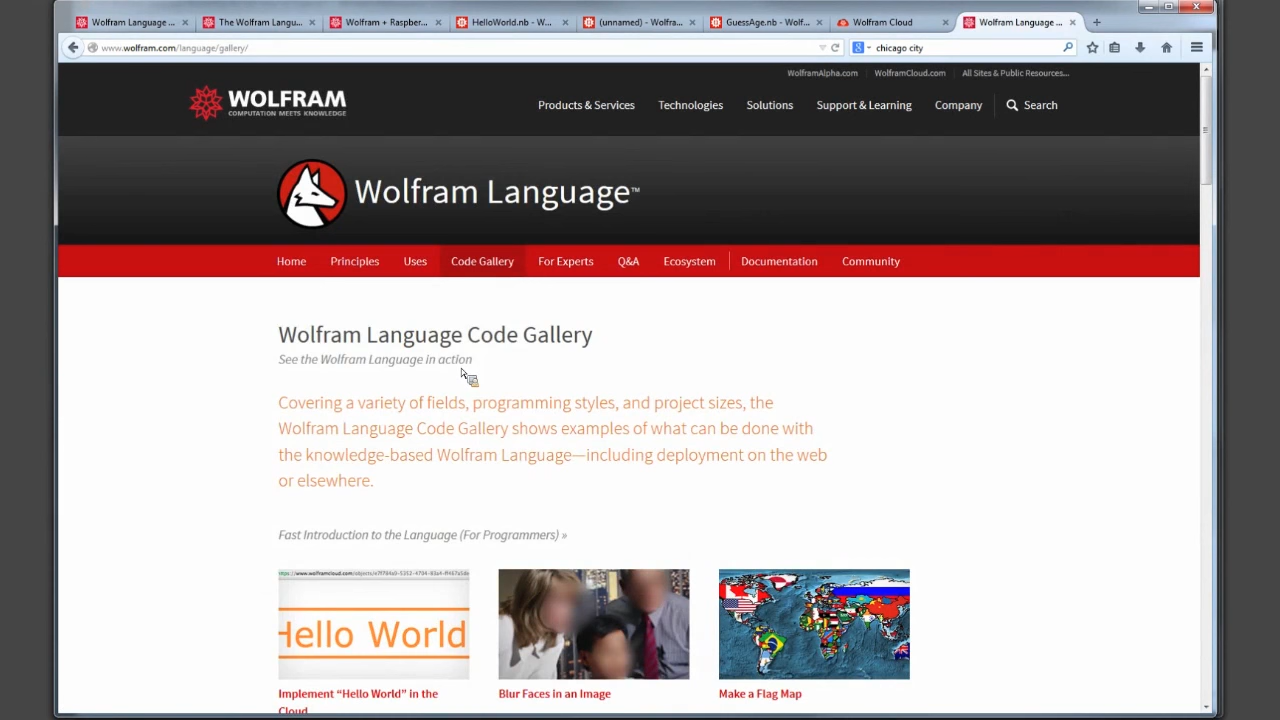 Wolfram Language ...
The Wolfram Langu...
Wolfram + Raspber...
HelloWorld.nb - W...
(unnamed) - Wolfra...
GuessAge.nb - Wolf...
Wolfram Cloud
Wolfram Language ...
www.wolfram.com/language/gallery/
chicago city
WolframAlpha.com
WolframCloud.com
All Sites & Public Resources...
WOLFRAM
COMPUTATION MEETS KNOWLEDGE
Products & Services
Technologies
Solutions
Support & Learning
Company
Search
Wolfram Language™
Home
Principles
Uses
Code Gallery
For Experts
Q&A
Ecosystem
Documentation
Community
Wolfram Language Code Gallery
See the Wolfram Language in action
Covering a variety of fields, programming styles, and project sizes, the
Wolfram Language Code Gallery shows examples of what can be done with
the knowledge-based Wolfram Language—including deployment on the web
or elsewhere.
Fast Introduction to the Language (For Programmers) »
Hello World
Implement “Hello World” in the
Cloud
Blur Faces in an Image
Make a Flag Map